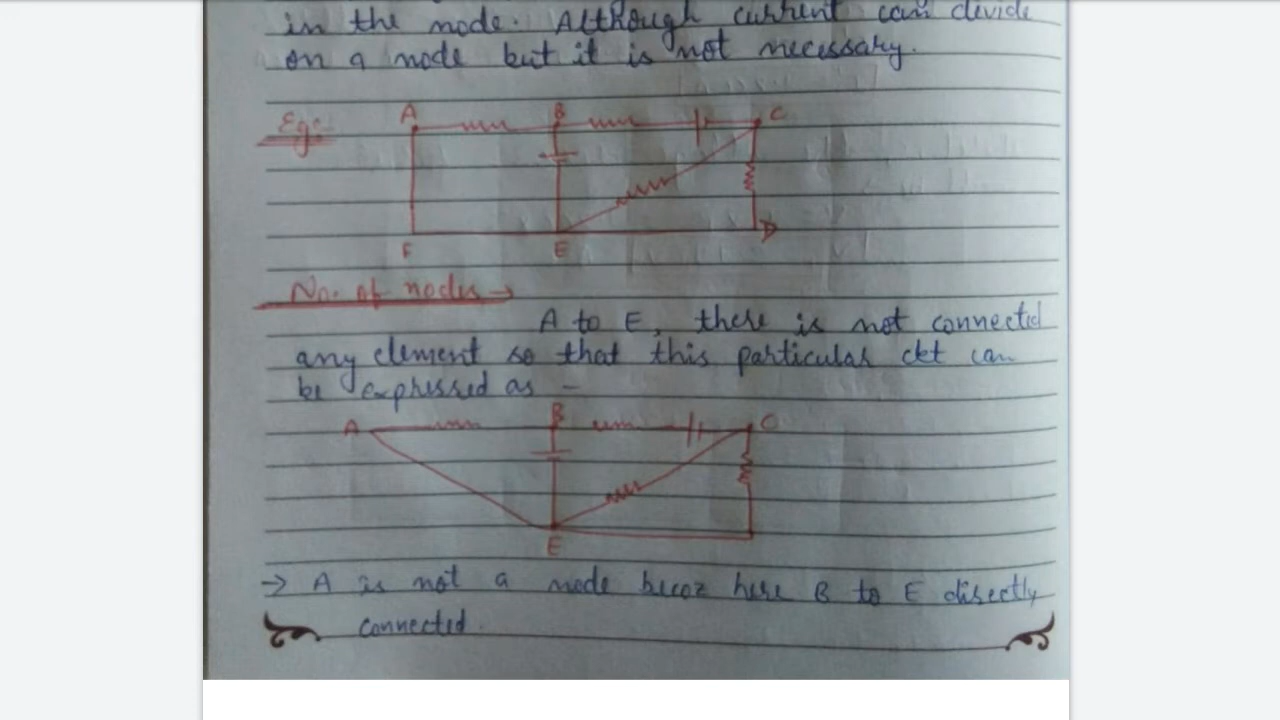 in the node. Although current can divide
on a node but it is not necessary.
Eg:
A B C
F E D
No. of nodes →
A to E, there is not connected
any element so that this particular ckt can
be expressed as -
A B C
E
→ A is not a node becoz here B to E directly
connected.